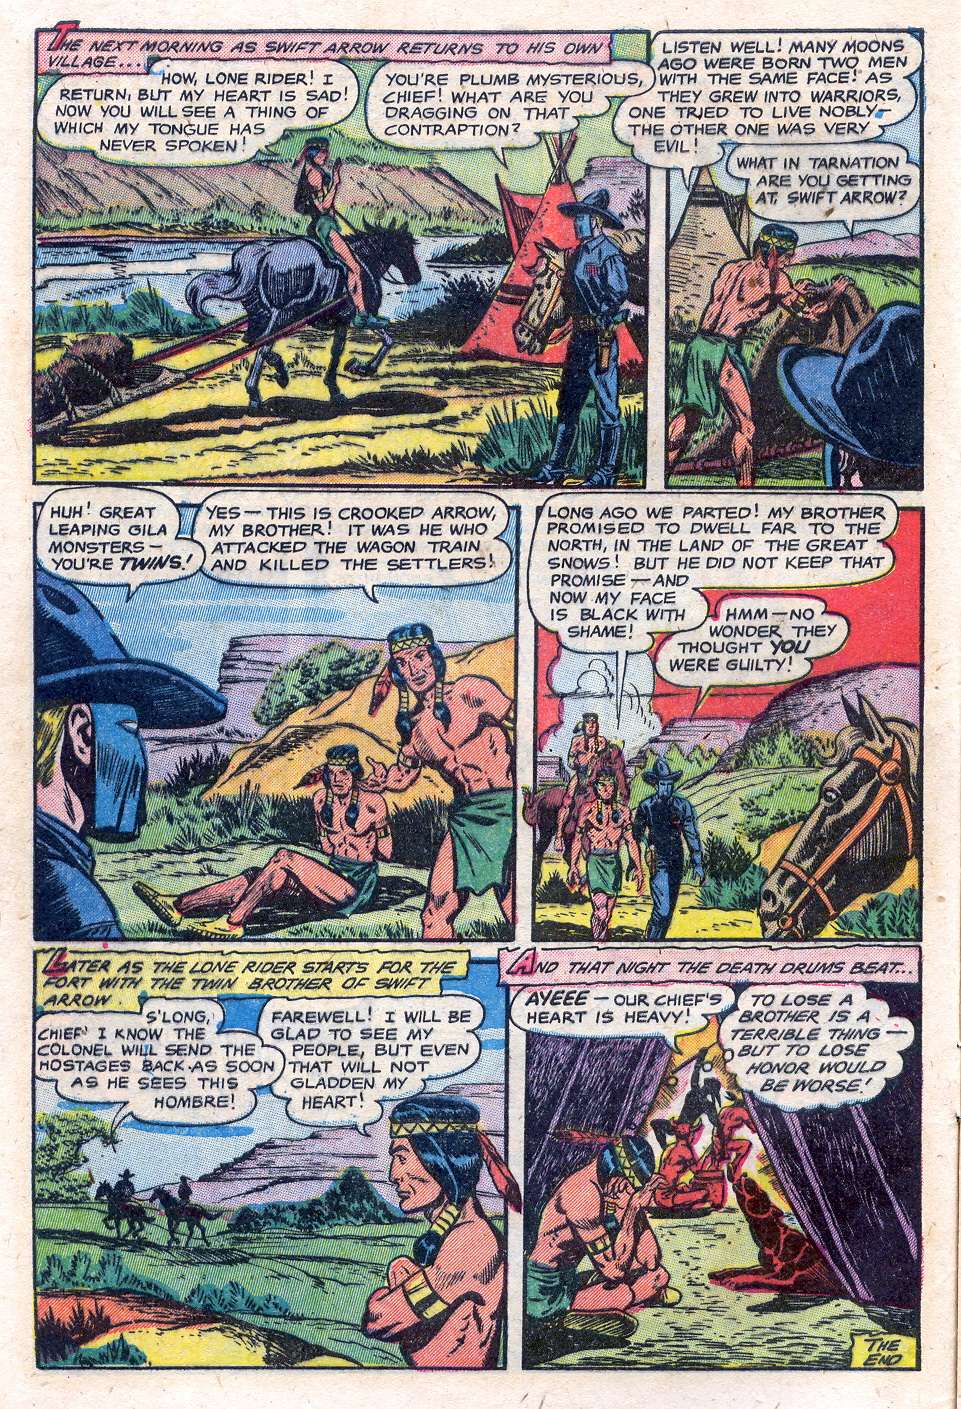 THE NEXT MORNING AS SWIFT ARROW RETURNS TO HIS OWN
VILLAGE....
HOW, LONE RIDER! I
RETURN, BUT MY HEART IS SAD!
NOW YOU WILL SEE A THING OF
WHICH MY TONGUE HAS
NEVER SPOKEN!
YOU'RE PLUMB MYSTERIOUS,
CHIEF! WHAT ARE YOU
DRAGGING ON THAT
CONTRAPTION?
LISTEN WELL! MANY MOONS
AGO WERE BORN TWO MEN
WITH THE SAME FACE! AS
THEY GREW INTO WARRIORS,
ONE TRIED TO LIVE NOBLY—
THE OTHER ONE WAS VERY
EVIL!
WHAT IN TARNATION
ARE YOU GETTING
AT, SWIFT ARROW?
HUH! GREAT
LEAPING GILA
MONSTERS—
YOU'RE TWINS!
YES— THIS IS CROOKED ARROW,
MY BROTHER! IT WAS HE WHO
ATTACKED THE WAGON TRAIN
AND KILLED THE SETTLERS!
LONG AGO WE PARTED! MY BROTHER
PROMISED TO DWELL FAR TO THE
NORTH, IN THE LAND OF THE GREAT
SNOWS! BUT HE DID NOT KEEP THAT
PROMISE—AND
NOW MY FACE
IS BLACK WITH
SHAME!
HMM—NO
WONDER THEY
THOUGHT YOU
WERE GUILTY!
LATER AS THE LONE RIDER STARTS FOR THE
FORT WITH THE TWIN BROTHER OF SWIFT
ARROW
S'LONG,
CHIEF! I KNOW THE
COLONEL WILL SEND THE
HOSTAGES BACK AS SOON
AS HE SEES THIS
HOMBRE!
FAREWELL! I WILL BE
GLAD TO SEE MY
PEOPLE, BUT EVEN
THAT WILL NOT
GLADDEN MY
HEART!
AND THAT NIGHT THE DEATH DRUMS BEAT...
AYEEE— OUR CHIEF'S
HEART IS HEAVY!
TO LOSE A
BROTHER IS A
TERRIBLE THING—
BUT TO LOSE
HONOR WOULD
BE WORSE!
THE
END